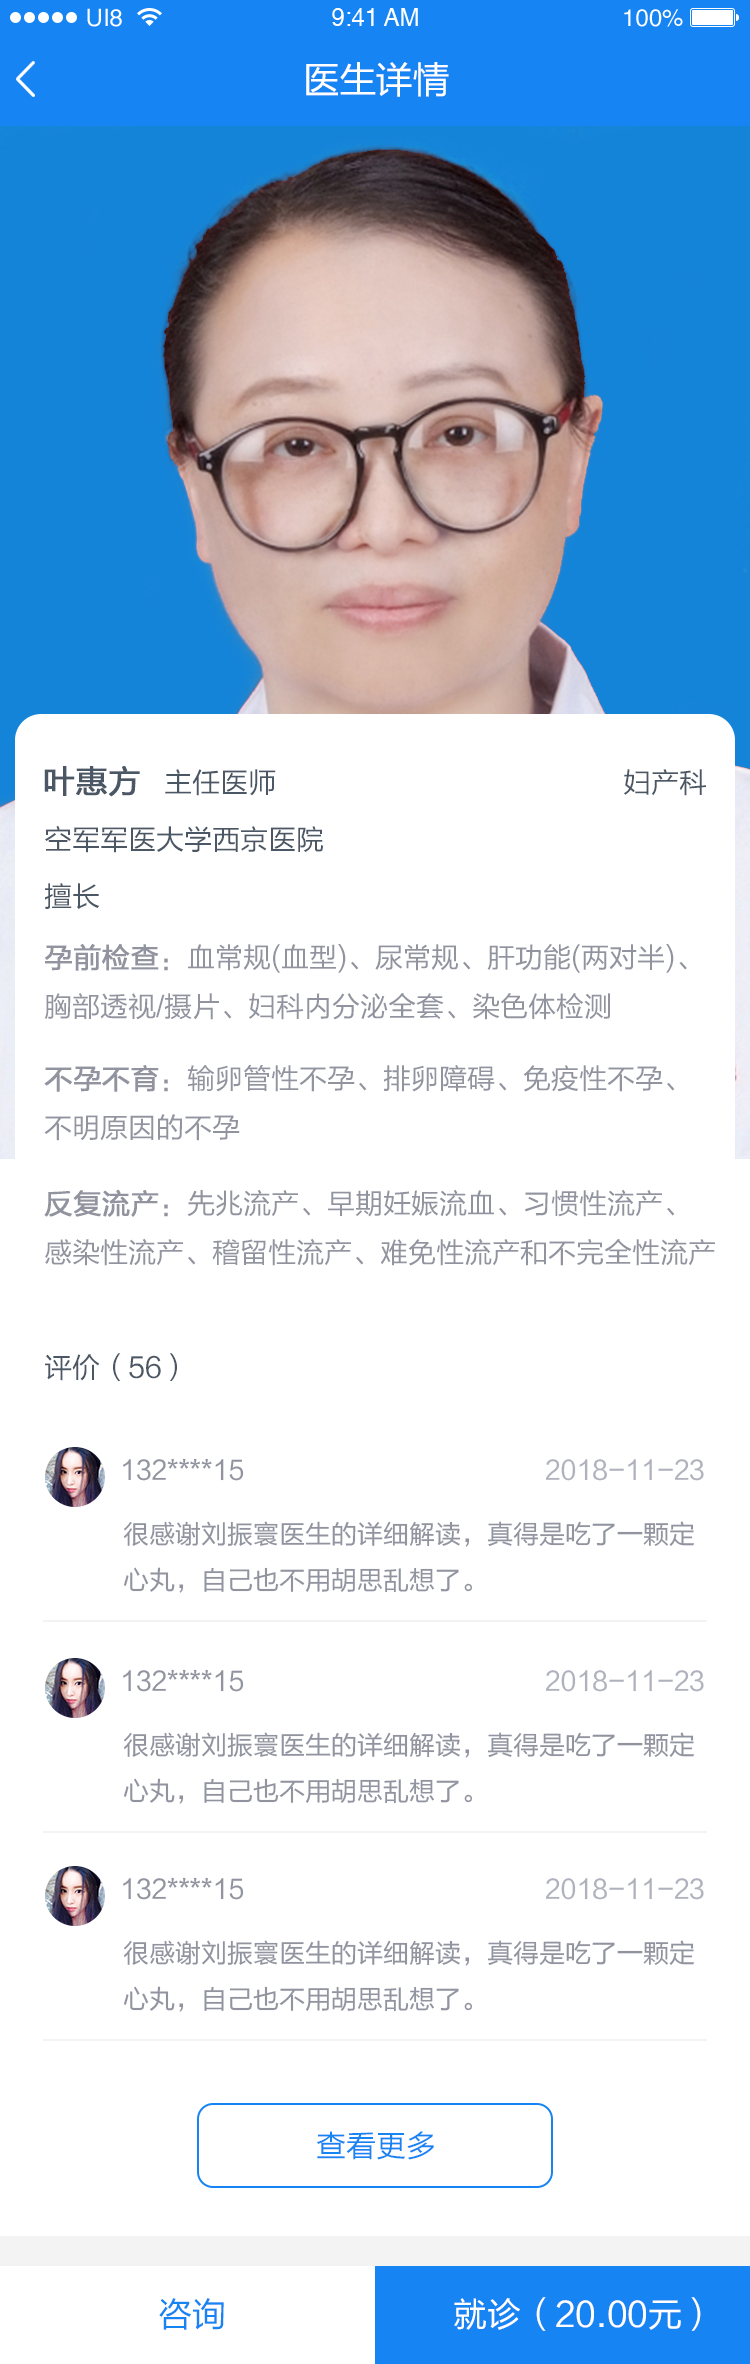 UI8 9:41 AM 100%
医生详情
叶惠方 主任医师 妇产科
空军军医大学西京医院
擅长
孕前检查：血常规(血型)、尿常规、肝功能(两对半)、
胸部透视/摄片、妇科内分泌全套、染色体检测
不孕不育：输卵管性不孕、排卵障碍、免疫性不孕、
不明原因的不孕
反复流产：先兆流产、早期妊娠流血、习惯性流产、
感染性流产、稽留性流产、难免性流产和不完全性流产
评价（56）
132****15 2018-11-23
很感谢刘振寰医生的详细解读，真得是吃了一颗定
心丸，自己也不用胡思乱想了。
132****15 2018-11-23
很感谢刘振寰医生的详细解读，真得是吃了一颗定
心丸，自己也不用胡思乱想了。
132****15 2018-11-23
很感谢刘振寰医生的详细解读，真得是吃了一颗定
心丸，自己也不用胡思乱想了。
查看更多
咨询 就诊（20.00元）